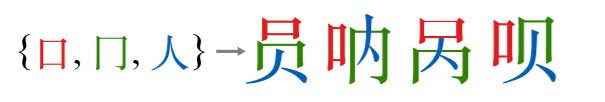 {口, 冂, 人} → 员 呐 呙 呗